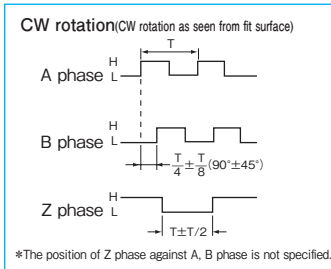 CW rotation(CW rotation as seen from fit surface)
T
A phase H
L
B phase H
L
T/4±T/8(90°±45°)
Z phase H
L
T±T/2
*The position of Z phase against A, B phase is not specified.